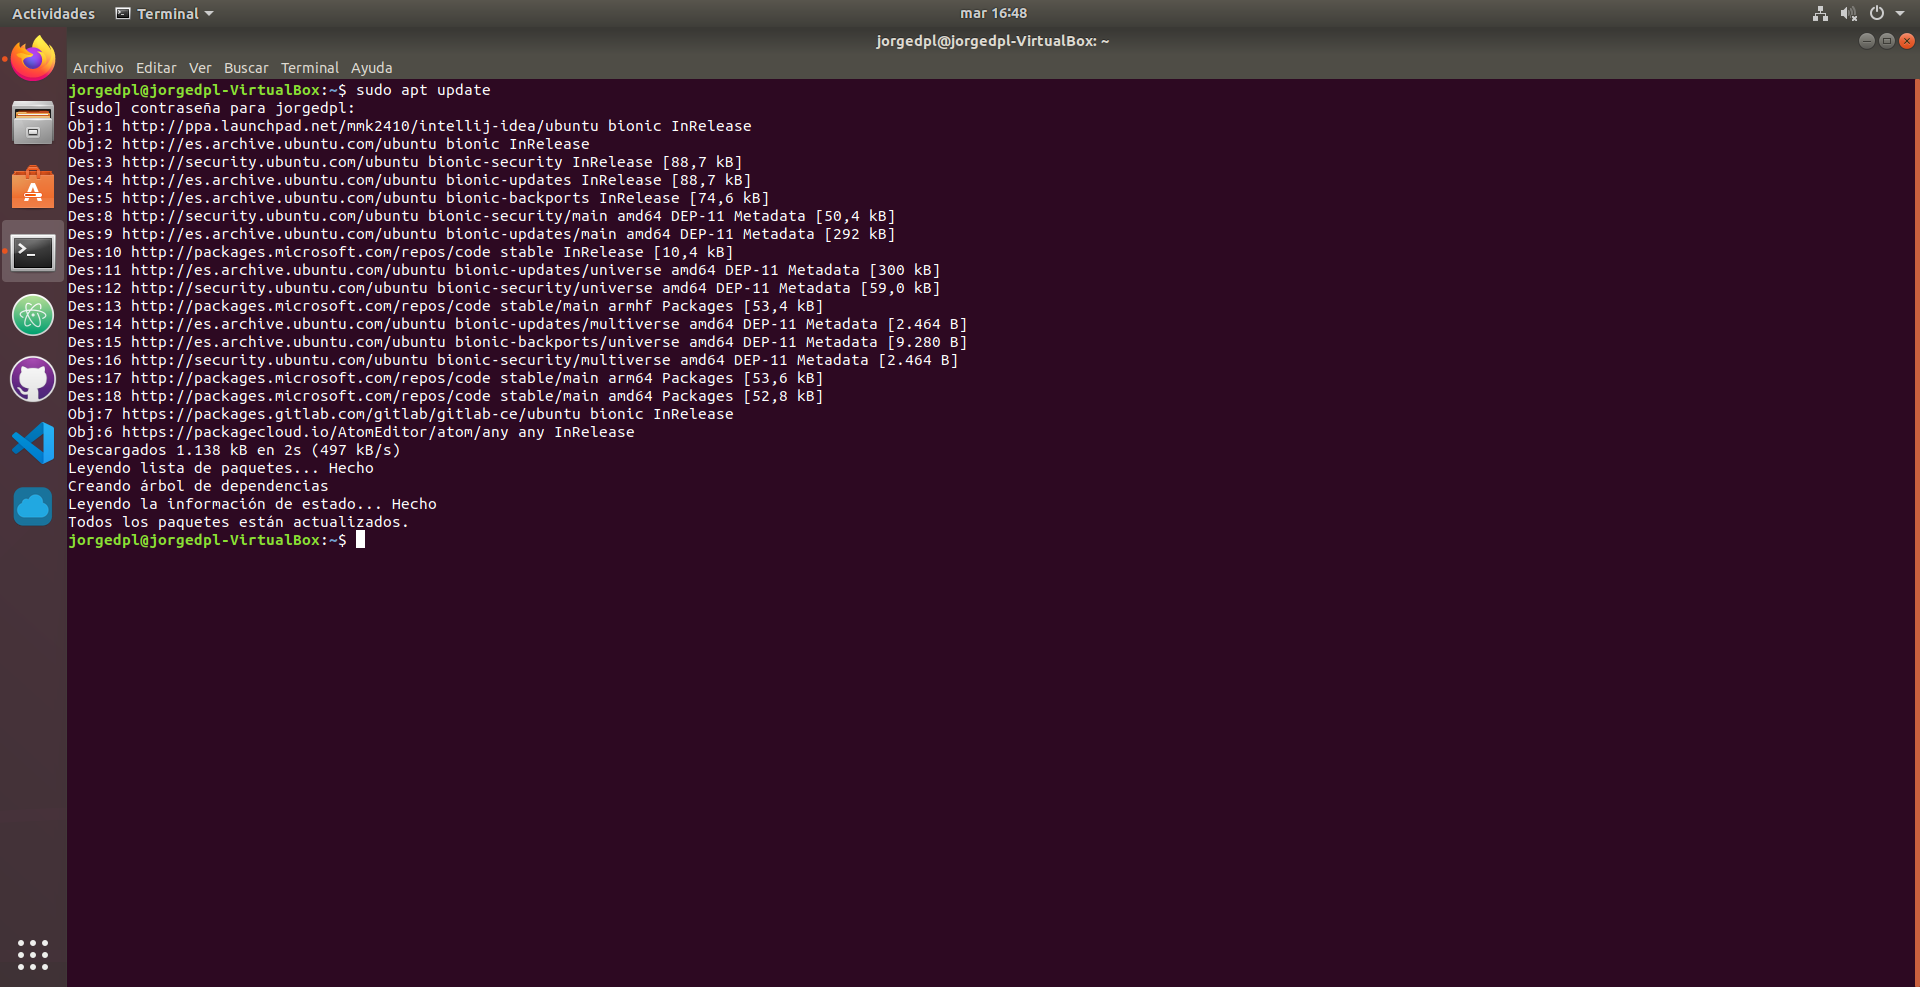 Actividades Terminal mar 16:48
jorgedpl@jorgedpl-VirtualBox: ~
Archivo Editar Ver Buscar Terminal Ayuda
jorgedpl@jorgedpl-VirtualBox:~$ sudo apt update
[sudo] contraseña para jorgedpl:
Obj:1 http://ppa.launchpad.net/mmk2410/intellij-idea/ubuntu bionic InRelease
Obj:2 http://es.archive.ubuntu.com/ubuntu bionic InRelease
Des:3 http://security.ubuntu.com/ubuntu bionic-security InRelease [88,7 kB]
Des:4 http://es.archive.ubuntu.com/ubuntu bionic-updates InRelease [88,7 kB]
Des:5 http://es.archive.ubuntu.com/ubuntu bionic-backports InRelease [74,6 kB]
Des:8 http://security.ubuntu.com/ubuntu bionic-security/main amd64 DEP-11 Metadata [50,4 kB]
Des:9 http://es.archive.ubuntu.com/ubuntu bionic-updates/main amd64 DEP-11 Metadata [292 kB]
Des:10 http://packages.microsoft.com/repos/code stable InRelease [10,4 kB]
Des:11 http://es.archive.ubuntu.com/ubuntu bionic-updates/universe amd64 DEP-11 Metadata [300 kB]
Des:12 http://security.ubuntu.com/ubuntu bionic-security/universe amd64 DEP-11 Metadata [59,0 kB]
Des:13 http://packages.microsoft.com/repos/code stable/main armhf Packages [53,4 kB]
Des:14 http://es.archive.ubuntu.com/ubuntu bionic-updates/multiverse amd64 DEP-11 Metadata [2.464 B]
Des:15 http://es.archive.ubuntu.com/ubuntu bionic-backports/universe amd64 DEP-11 Metadata [9.280 B]
Des:16 http://security.ubuntu.com/ubuntu bionic-security/multiverse amd64 DEP-11 Metadata [2.464 B]
Des:17 http://packages.microsoft.com/repos/code stable/main arm64 Packages [53,6 kB]
Des:18 http://packages.microsoft.com/repos/code stable/main amd64 Packages [52,8 kB]
Obj:7 https://packages.gitlab.com/gitlab/gitlab-ce/ubuntu bionic InRelease
Obj:6 https://packagecloud.io/AtomEditor/atom/any any InRelease
Descargados 1.138 kB en 2s (497 kB/s)
Leyendo lista de paquetes... Hecho
Creando árbol de dependencias
Leyendo la información de estado... Hecho
Todos los paquetes están actualizados.
jorgedpl@jorgedpl-VirtualBox:~$